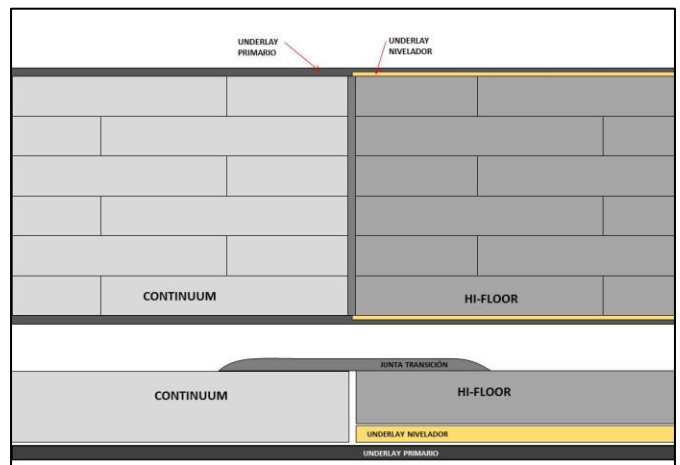 UNDERLAY
PRIMARIO
UNDERLAY
NIVELADOR
CONTINUUM
HI-FLOOR
JUNTA TRANSICIÓN
CONTINUUM
HI-FLOOR
UNDERLAY NIVELADOR
UNDERLAY PRIMARIO